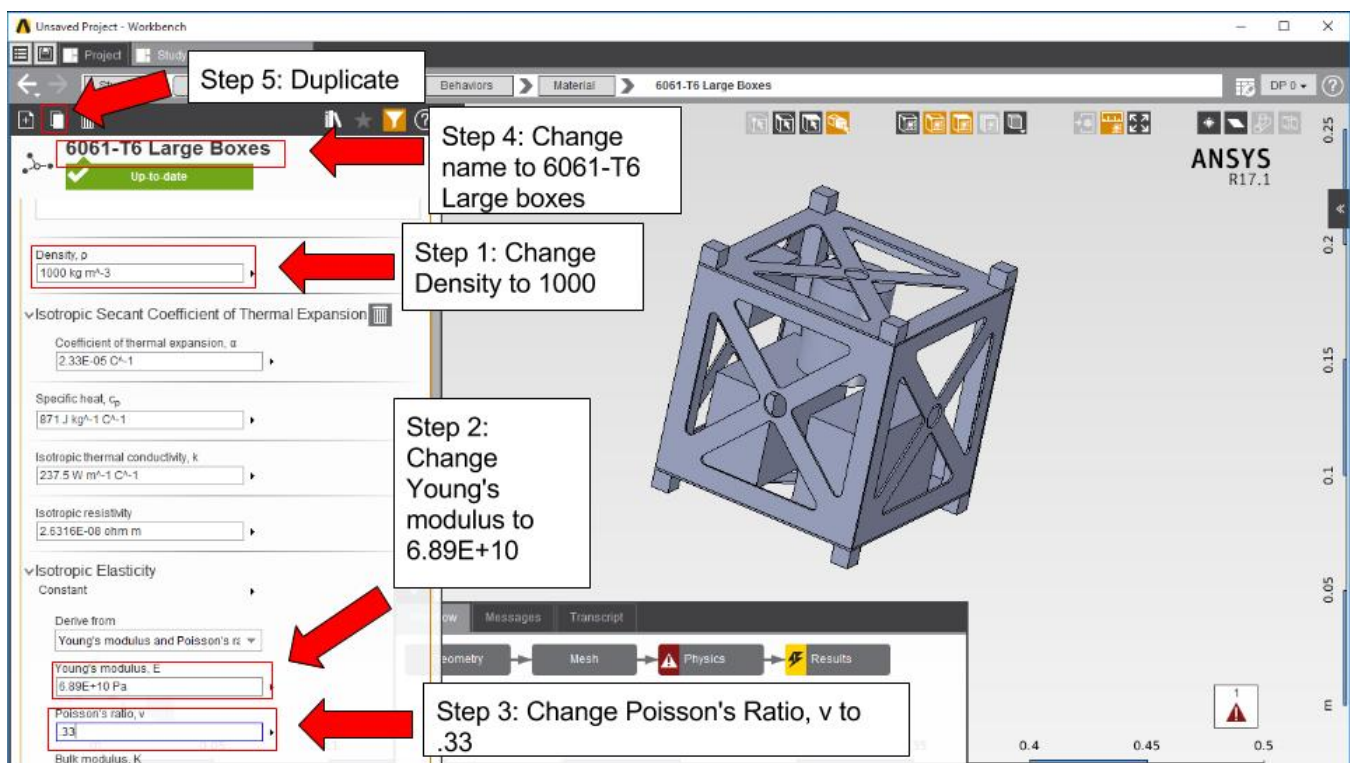 Unsaved Project - Workbench
Project
Study
Step 5: Duplicate
Behaviors
Material
6061-T6 Large Boxes
DP 0
6061-T6 Large Boxes
Up-to-date
Step 4: Change
name to 6061-T6
Large boxes
ANSYS
R17.1
Density, ρ
1000 kg m^-3
Step 1: Change
Density to 1000
Isotropic Secant Coefficient of Thermal Expansion
Coefficient of thermal expansion, α
2.33E-05 C^-1
Specific heat, cp
871 J kg^-1 C^-1
Isotropic thermal conductivity, k
237.5 W m^-1 C^-1
Isotropic resistivity
2.6316E-08 ohm m
Step 2:
Change
Young's
modulus to
6.89E+10
Isotropic Elasticity
Constant
Derive from
Young's modulus and Poisson's ra
Young's modulus, E
6.89E+10 Pa
Poisson's ratio, v
.33
Bulk modulus, K
Messages
Transcript
Mesh
Physics
Results
Step 3: Change Poisson's Ratio, v to
.33
1
0.25
0.2
0.15
0.1
0.05
m
0.4
0.45
0.5